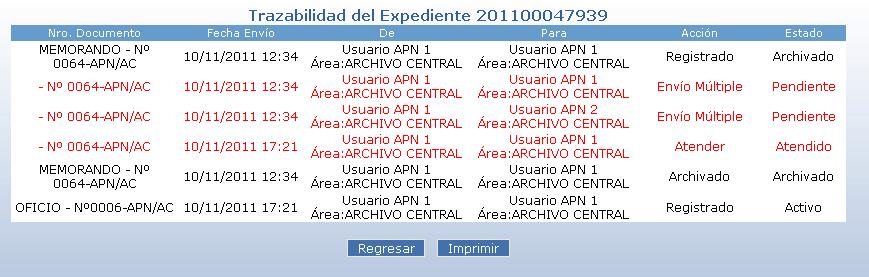 Trazabilidad del Expediente 201100047939
Nro. Documento Fecha Envío De Para Acción Estado
MEMORANDO - Nº 0064-APN/AC 10/11/2011 12:34 Usuario APN 1 Área:ARCHIVO CENTRAL Usuario APN 1 Área:ARCHIVO CENTRAL Registrado Archivado
- Nº 0064-APN/AC 10/11/2011 12:34 Usuario APN 1 Área:ARCHIVO CENTRAL Usuario APN 1 Área:ARCHIVO CENTRAL Envío Múltiple Pendiente
- Nº 0064-APN/AC 10/11/2011 12:34 Usuario APN 1 Área:ARCHIVO CENTRAL Usuario APN 2 Área:ARCHIVO CENTRAL Envío Múltiple Pendiente
- Nº 0064-APN/AC 10/11/2011 17:21 Usuario APN 1 Área:ARCHIVO CENTRAL Usuario APN 1 Área:ARCHIVO CENTRAL Atender Atendido
MEMORANDO - Nº 0064-APN/AC 10/11/2011 12:34 Usuario APN 1 Área:ARCHIVO CENTRAL Usuario APN 1 Área:ARCHIVO CENTRAL Archivado Archivado
OFICIO - Nº0006-APN/AC 10/11/2011 17:21 Usuario APN 1 Área:ARCHIVO CENTRAL Usuario APN 1 Área:ARCHIVO CENTRAL Registrado Activo
Regresar Imprimir